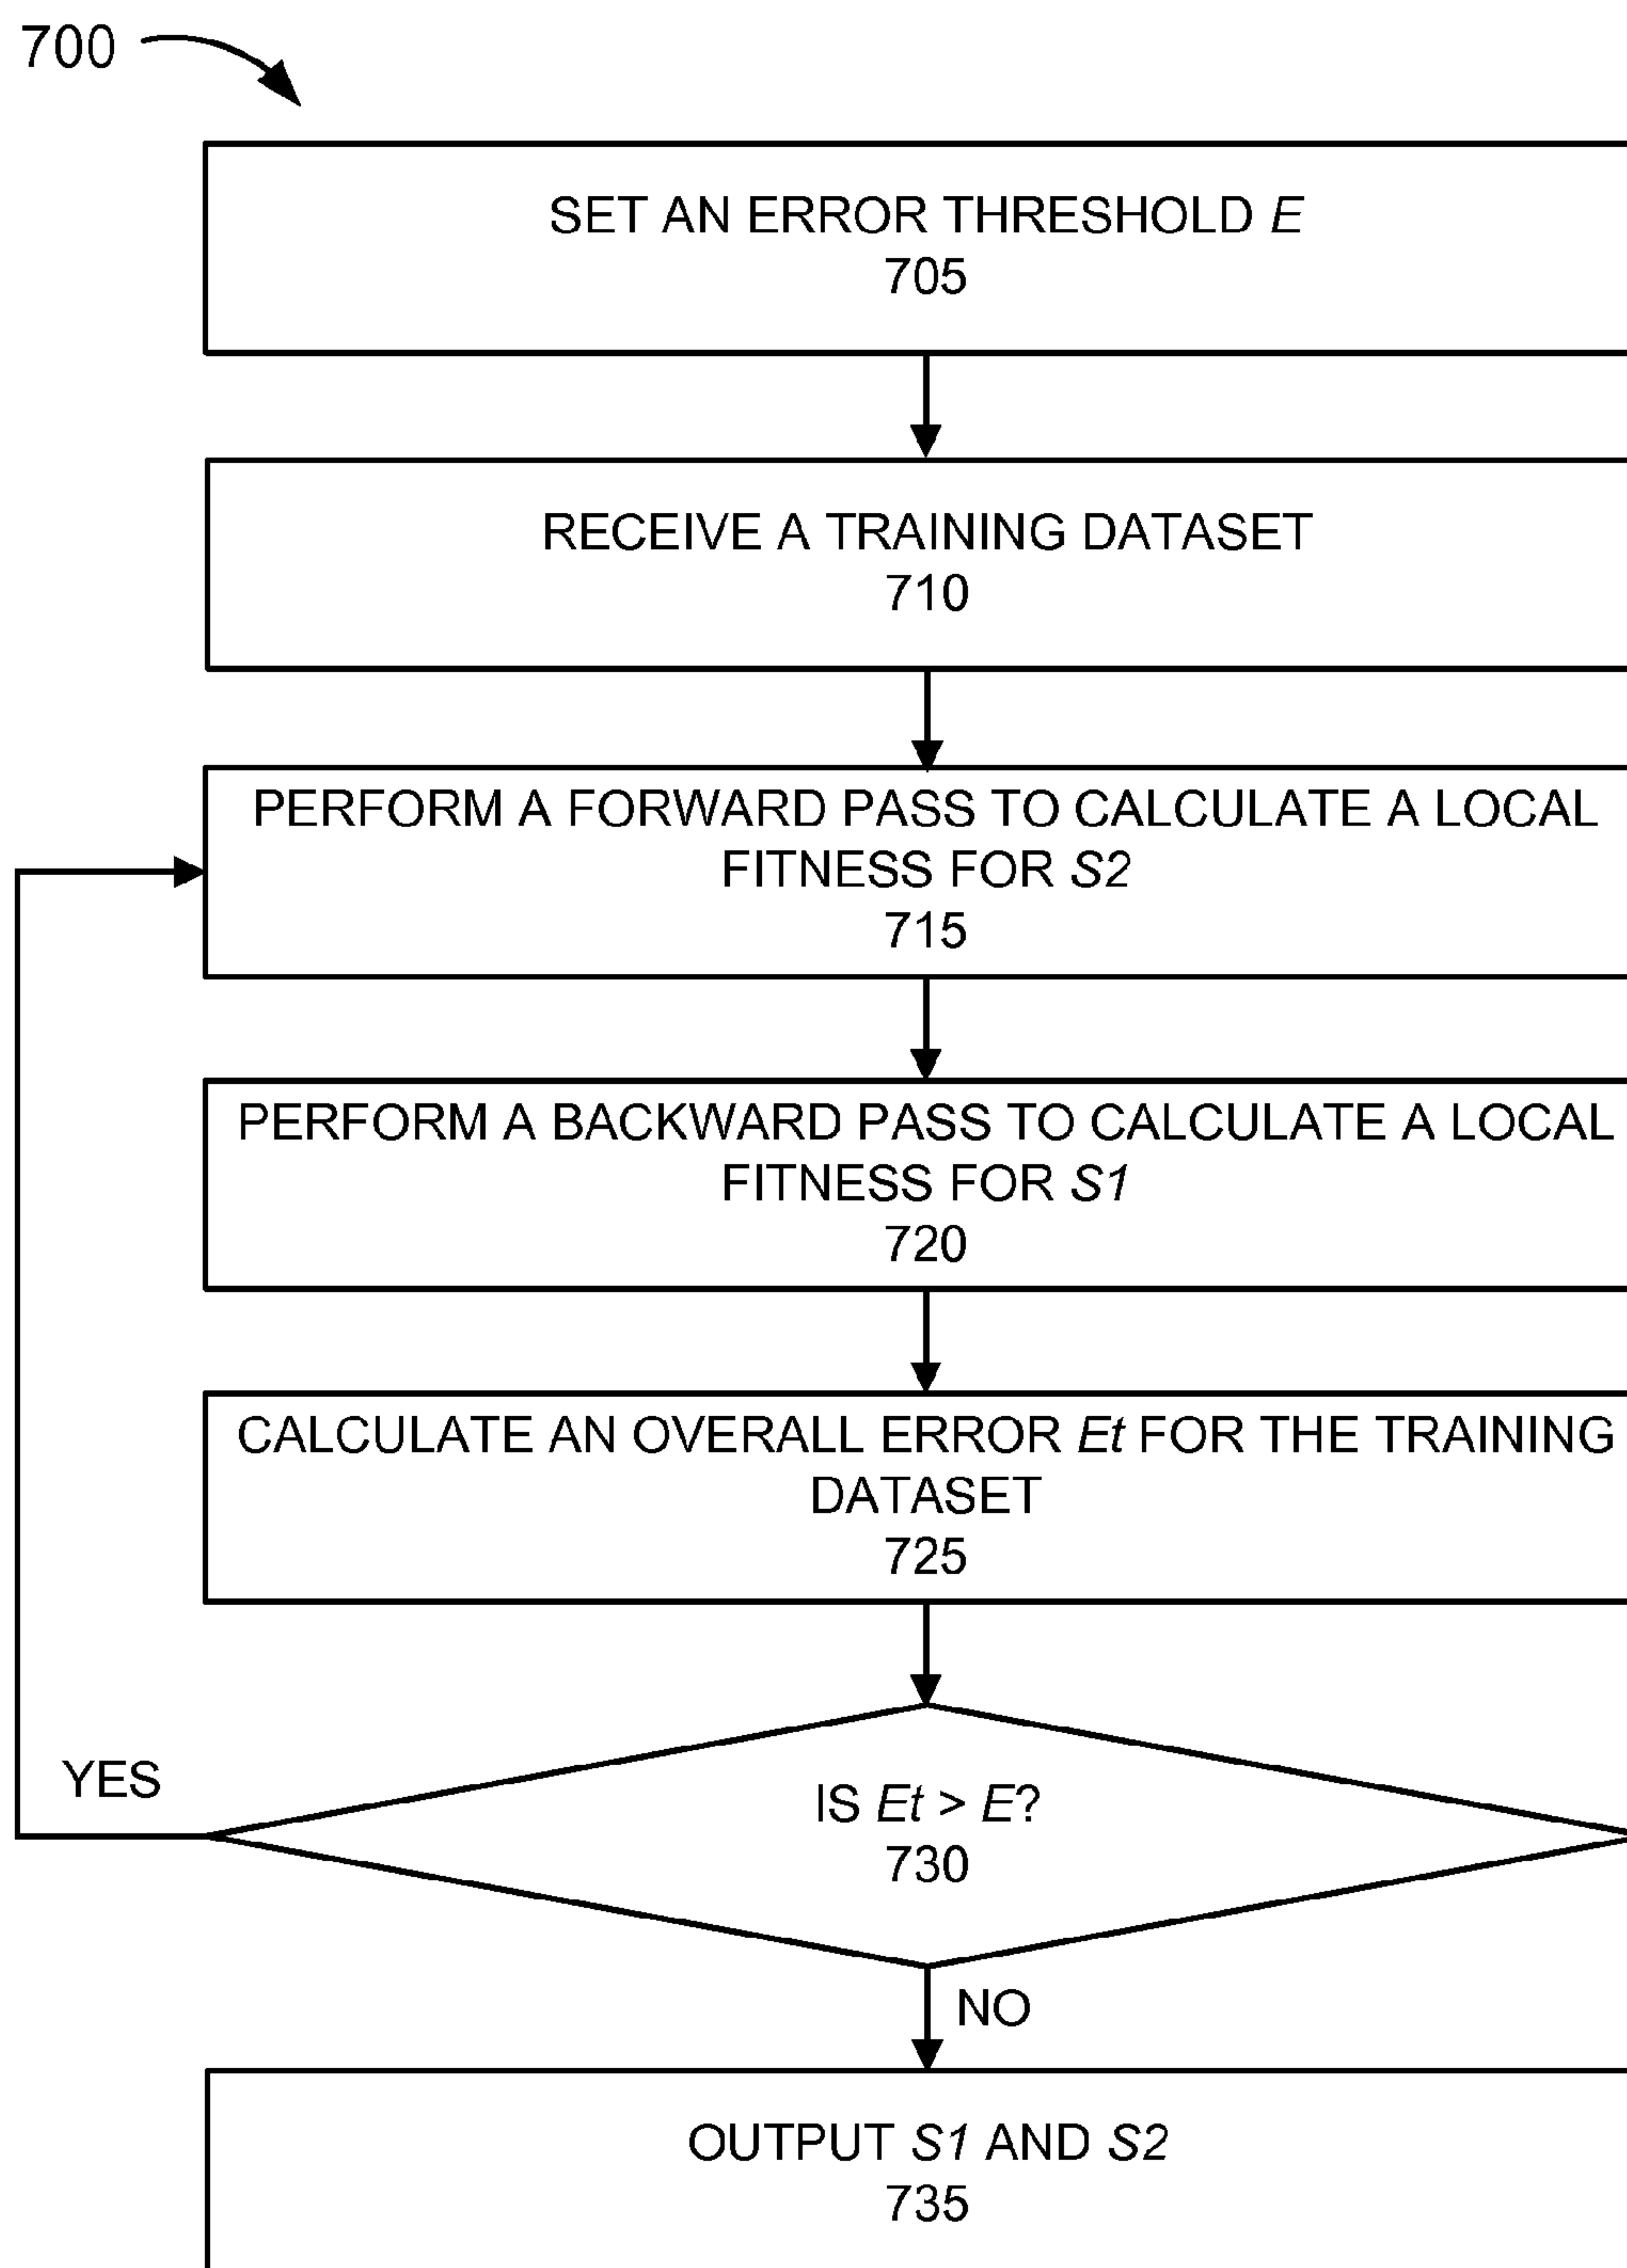 700
SET AN ERROR THRESHOLD E
705
RECEIVE A TRAINING DATASET
710
PERFORM A FORWARD PASS TO CALCULATE A LOCAL
FITNESS FOR S2
715
PERFORM A BACKWARD PASS TO CALCULATE A LOCAL
FITNESS FOR S1
720
CALCULATE AN OVERALL ERROR Et FOR THE TRAINING
DATASET
725
YES
IS Et > E?
730
NO
OUTPUT S1 AND S2
735